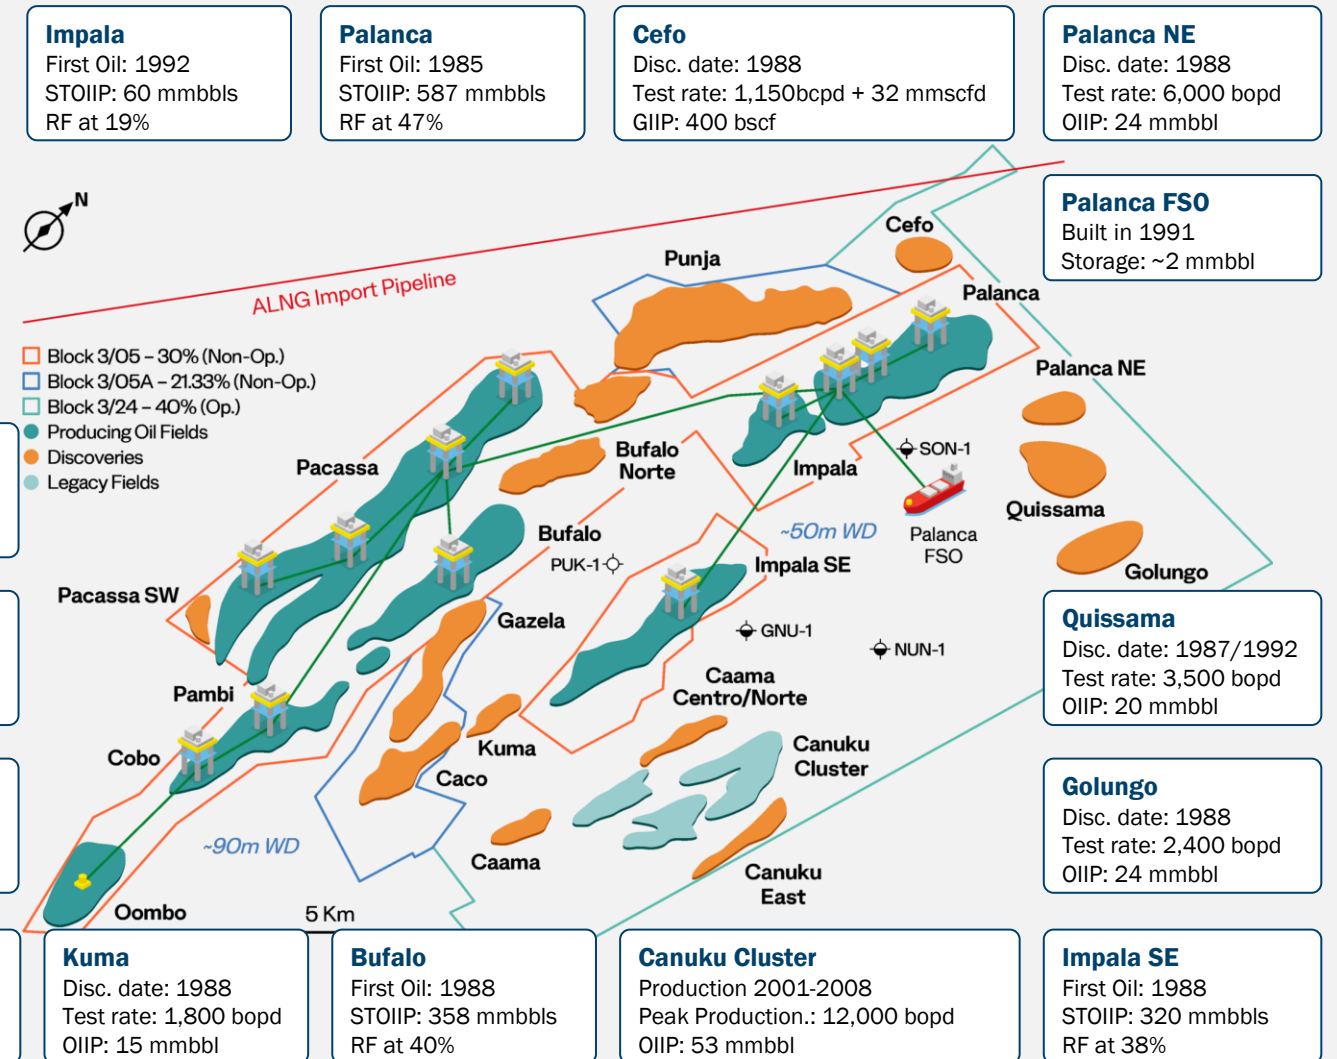 Impala
First Oil: 1992
STOIIP: 60 mmbbls
RF at 19%
Palanca
First Oil: 1985
STOIIP: 587 mmbbls
RF at 47%
Cefo
Disc. date: 1988
Test rate: 1,150bcpd + 32 mmscfd
GIIP: 400 bscf
Palanca NE
Disc. date: 1988
Test rate: 6,000 bopd
OIIP: 24 mmbbl
Palanca FSO
Built in 1991
Storage: ~2 mmbbl
N
ALNG Import Pipeline
Block 3/05 – 30% (Non-Op.)
Block 3/05A – 21.33% (Non-Op.)
Block 3/24 – 40% (Op.)
Producing Oil Fields
Discoveries
Legacy Fields
Cefo
Punja
Palanca
Palanca NE
Pacassa
Bufalo
Norte
Impala
SON-1
Quissama
Palanca
FSO
~50m WD
Bufalo
PUK-1
Impala SE
Golungo
Pacassa SW
Gazela
GNU-1
NUN-1
Caama
Centro/Norte
Pambi
Cobo
Kuma
Caco
Canuku
Cluster
~90m WD
Caama
Canuku
East
Oombo
5 Km
Quissama
Disc. date: 1987/1992
Test rate: 3,500 bopd
OIIP: 20 mmbbl
Golungo
Disc. date: 1988
Test rate: 2,400 bopd
OIIP: 24 mmbbl
Kuma
Disc. date: 1988
Test rate: 1,800 bopd
OIIP: 15 mmbbl
Bufalo
First Oil: 1988
STOIIP: 358 mmbbls
RF at 40%
Canuku Cluster
Production 2001-2008
Peak Production.: 12,000 bopd
OIIP: 53 mmbbl
Impala SE
First Oil: 1988
STOIIP: 320 mmbbls
RF at 38%